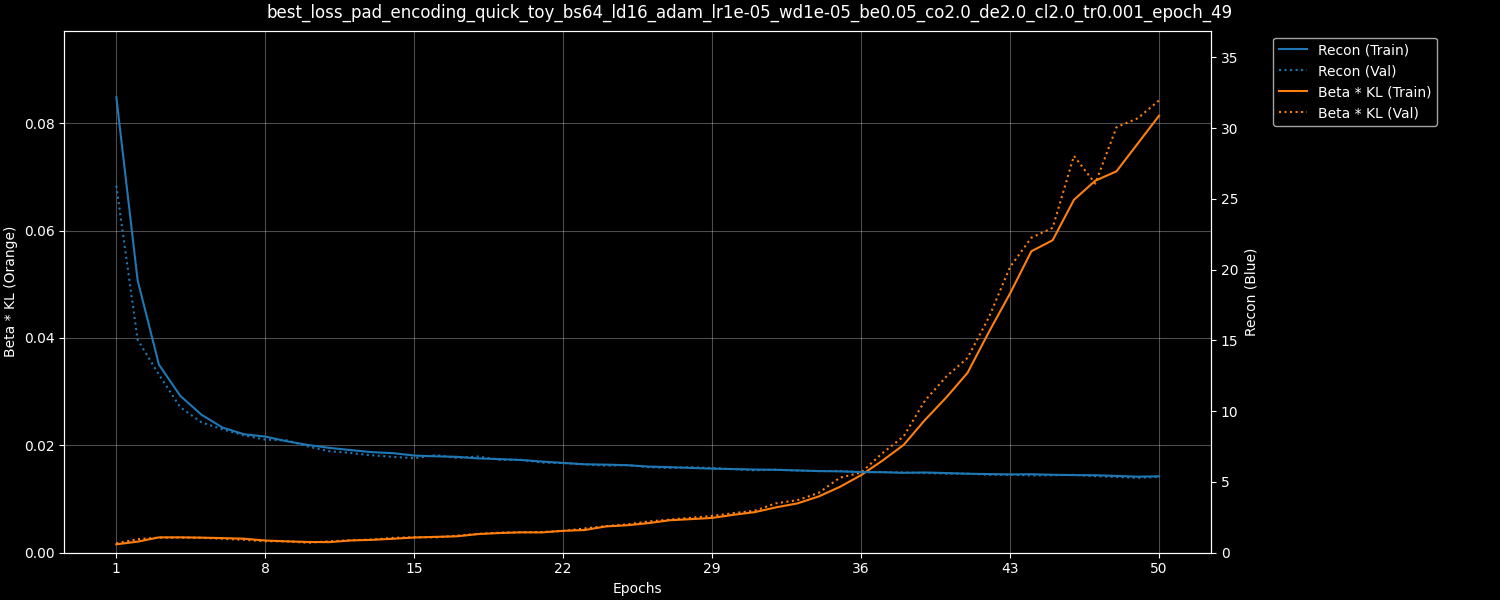 best_loss_pad_encoding_quick_toy_bs64_ld16_adam_lr1e-05_wd1e-05_be0.05_co2.0_de2.0_cl2.0_tr0.001_epoch_49
Recon (Train)
Recon (Val)
Beta * KL (Train)
Beta * KL (Val)
Beta * KL (Orange)
0.08
0.06
0.04
0.02
0.00
35
30
25
20
15
10
5
0
Recon (Blue)
1 8 15 22 29 36 43 50
Epochs